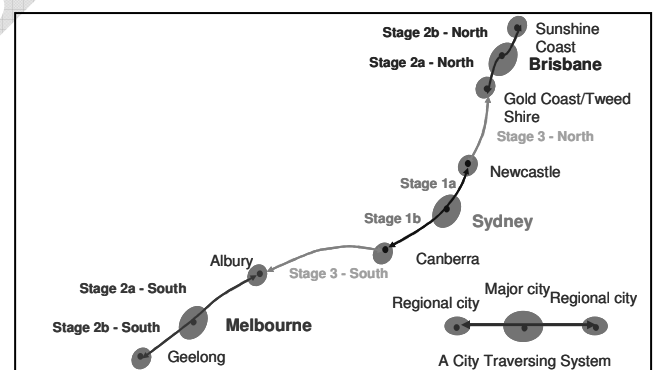 Stage 2b - North
Sunshine
Coast
Stage 2a - North
Brisbane
Gold Coast/Tweed
Shire
Stage 3 - North
Newcastle
Stage 1a
Stage 1b
Sydney
Canberra
Albury
Stage 3 - South
Stage 2a - South
Stage 2b - South
Melbourne
Geelong
Regional city
Major city
Regional city
A City Traversing System